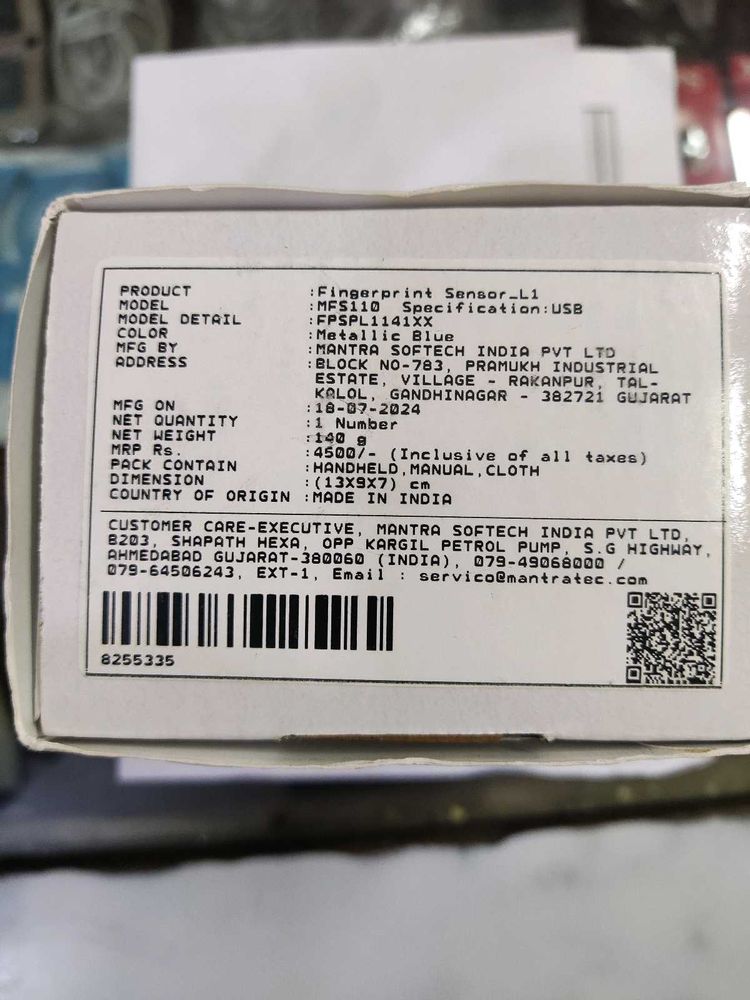 PRODUCT :Fingerprint Sensor_L1
MODEL :MFS110 Specification:USB
MODEL DETAIL :FPSPL1141XX
COLOR :Metallic Blue
MFG BY :MANTRA SOFTECH INDIA PVT LTD
ADDRESS :BLOCK NO-783, PRAMUKH INDUSTRIAL
ESTATE, VILLAGE - RAKANPUR, TAL-
KALOL, GANDHINAGAR - 382721 GUJARAT
MFG ON :18-07-2024
NET QUANTITY :1 Number
NET WEIGHT :140 g
MRP Rs. :4500/- (Inclusive of all taxes)
PACK CONTAIN :HANDHELD,MANUAL,CLOTH
DIMENSION :(13X9X7) cm
COUNTRY OF ORIGIN :MADE IN INDIA
CUSTOMER CARE-EXECUTIVE, MANTRA SOFTECH INDIA PVT LTD,
B203, SHAPATH HEXA, OPP KARGIL PETROL PUMP, S.G HIGHWAY,
AHMEDABAD GUJARAT-380060 (INDIA), 079-49068000 /
079-64506243, EXT-1, Email : servico@mantratec.com
8255335